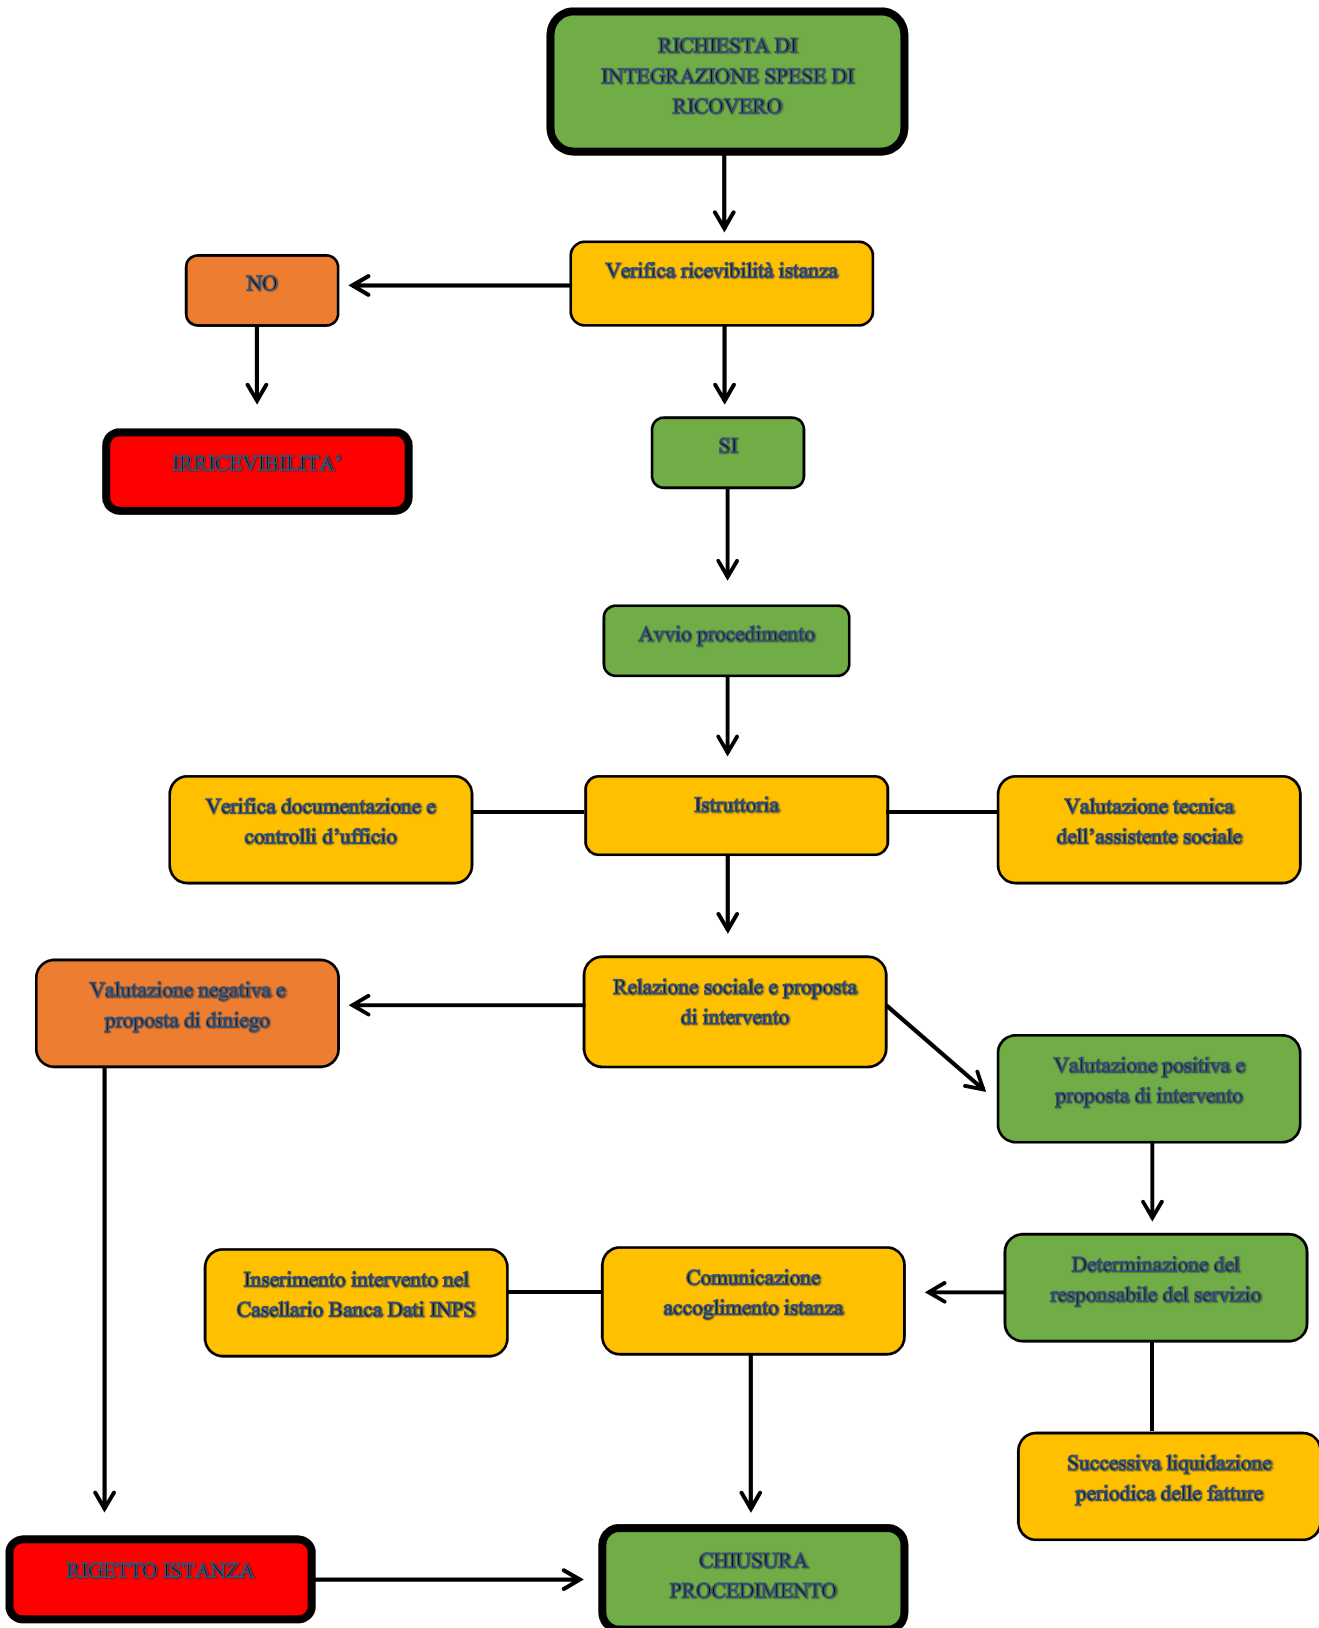 RICHIESTA DI
INTEGRAZIONE SPESE DI
RICOVERO
Verifica ricevibilità istanza
NO
SI
IRRICEVIBILITA’
Avvio procedimento
Verifica documentazione e
controlli d’ufficio
Istruttoria
Valutazione tecnica
dell’assistente sociale
Valutazione negativa e
proposta di diniego
Relazione sociale e proposta
di intervento
Valutazione positiva e
proposta di intervento
Inserimento intervento nel
Casellario Banca Dati INPS
Comunicazione
accoglimento istanza
Determinazione del
responsabile del servizio
Successiva liquidazione
periodica delle fatture
RIGETTO ISTANZA
CHIUSURA
PROCEDIMENTO